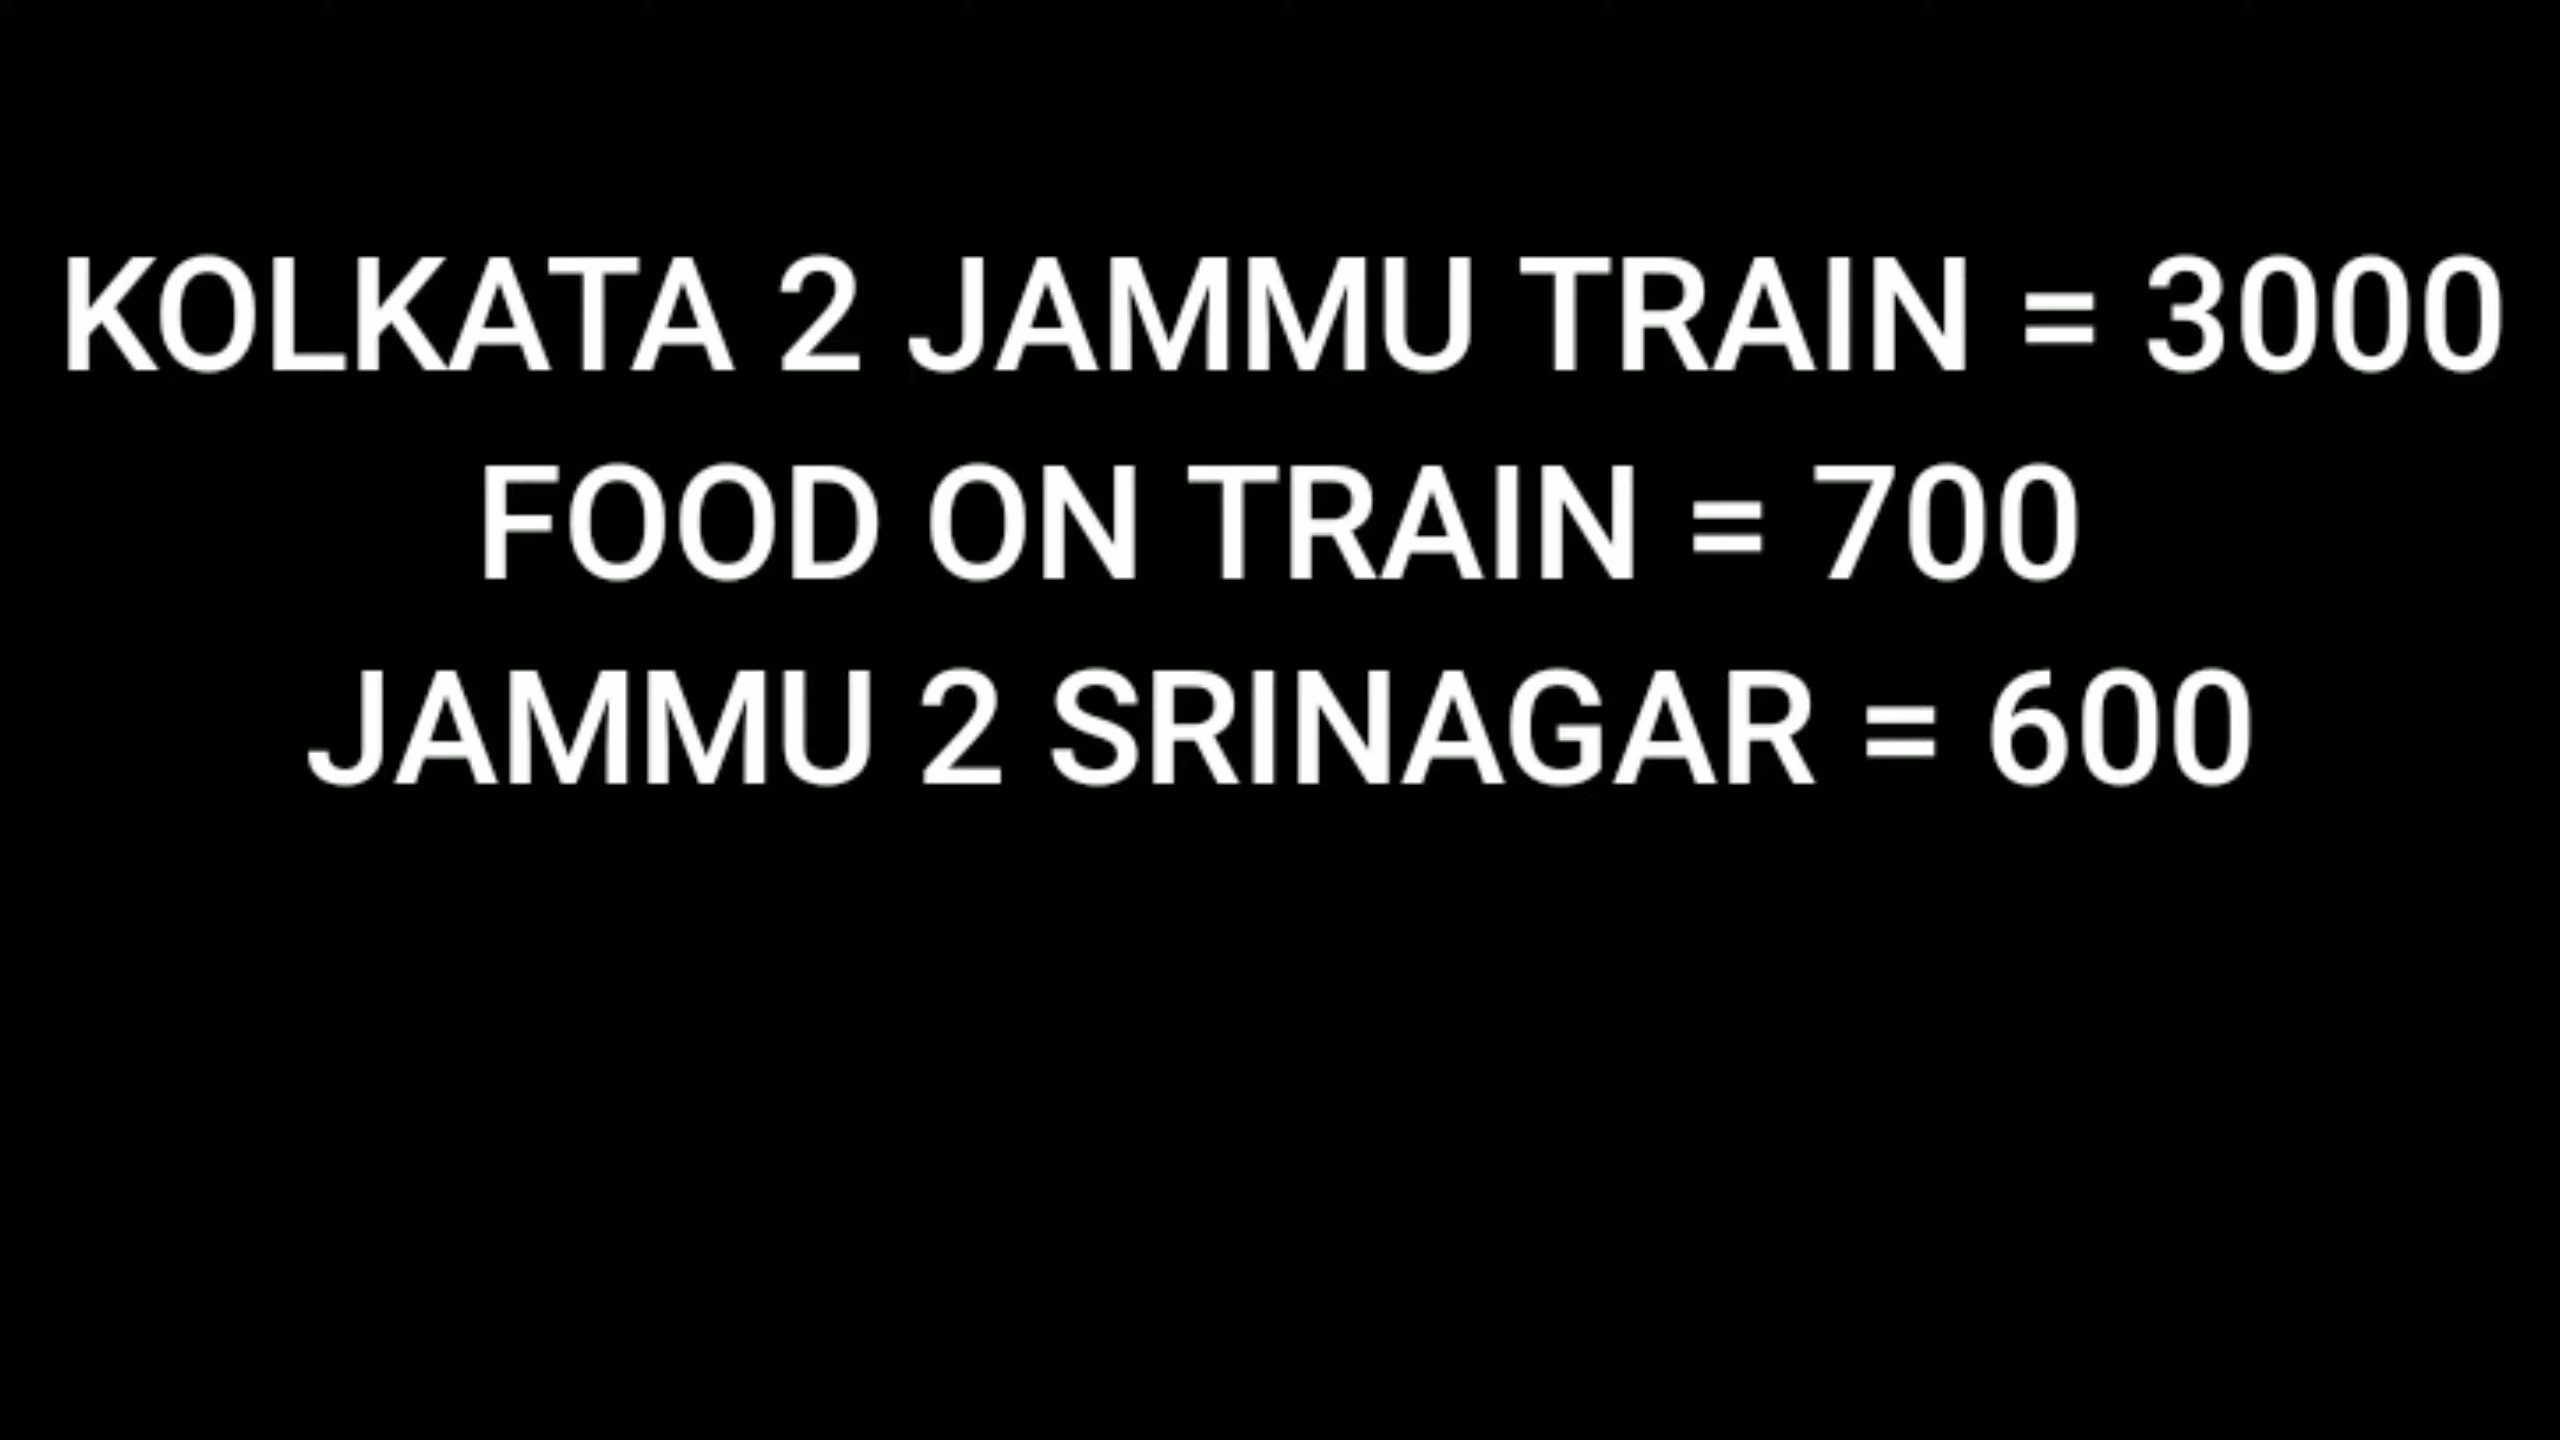 KOLKATA 2 JAMMU TRAIN = 3000
FOOD ON TRAIN = 700
JAMMU 2 SRINAGAR = 600